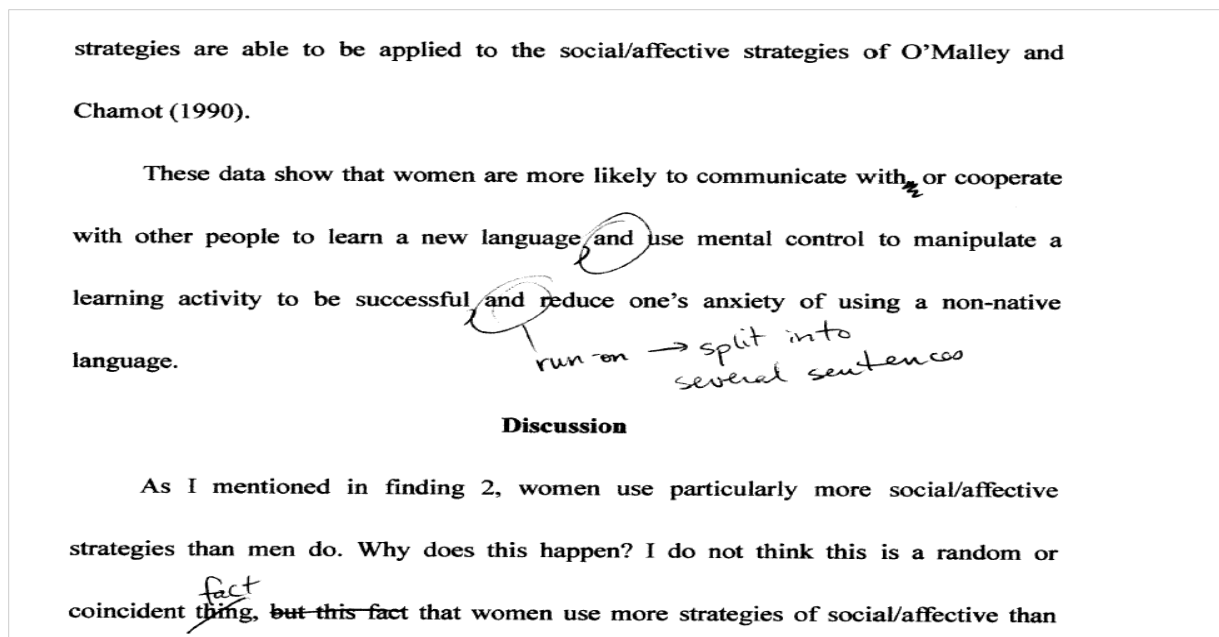 strategies are able to be applied to the social/affective strategies of O’Malley and
Chamot (1990).
These data show that women are more likely to communicate with or cooperate
with other people to learn a new language, and use mental control to manipulate a
learning activity to be successful, and reduce one’s anxiety of using a non-native
language.
run-on → split into
several sentences
Discussion
As I mentioned in finding 2, women use particularly more social/affective
strategies than men do. Why does this happen? I do not think this is a random or
fact
coincident thing, but this fact that women use more strategies of social/affective than